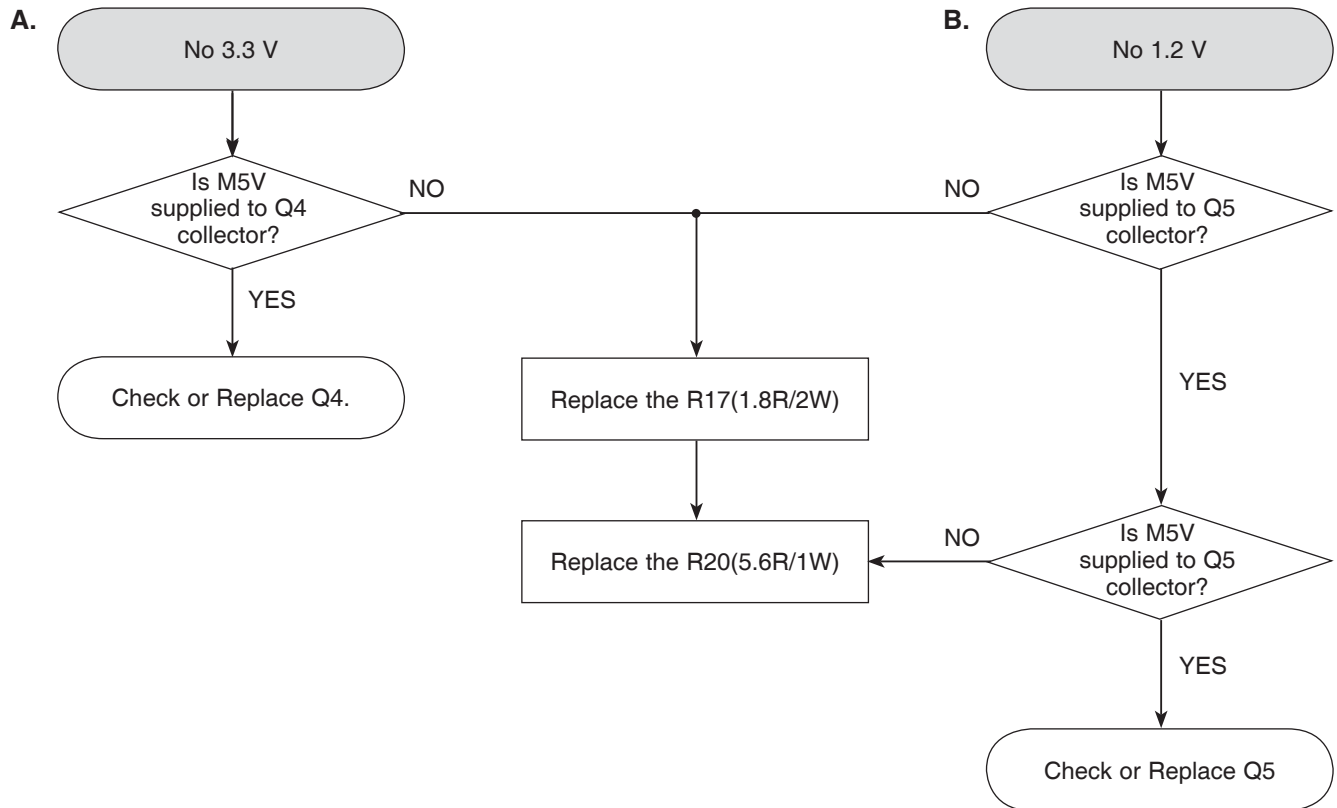 A.
No 3.3 V
B.
No 1.2 V
Is M5V
supplied to Q4
collector?
NO
NO
Is M5V
supplied to Q5
collector?
YES
Check or Replace Q4.
Replace the R17(1.8R/2W)
YES
Replace the R20(5.6R/1W)
NO
Is M5V
supplied to Q5
collector?
YES
Check or Replace Q5